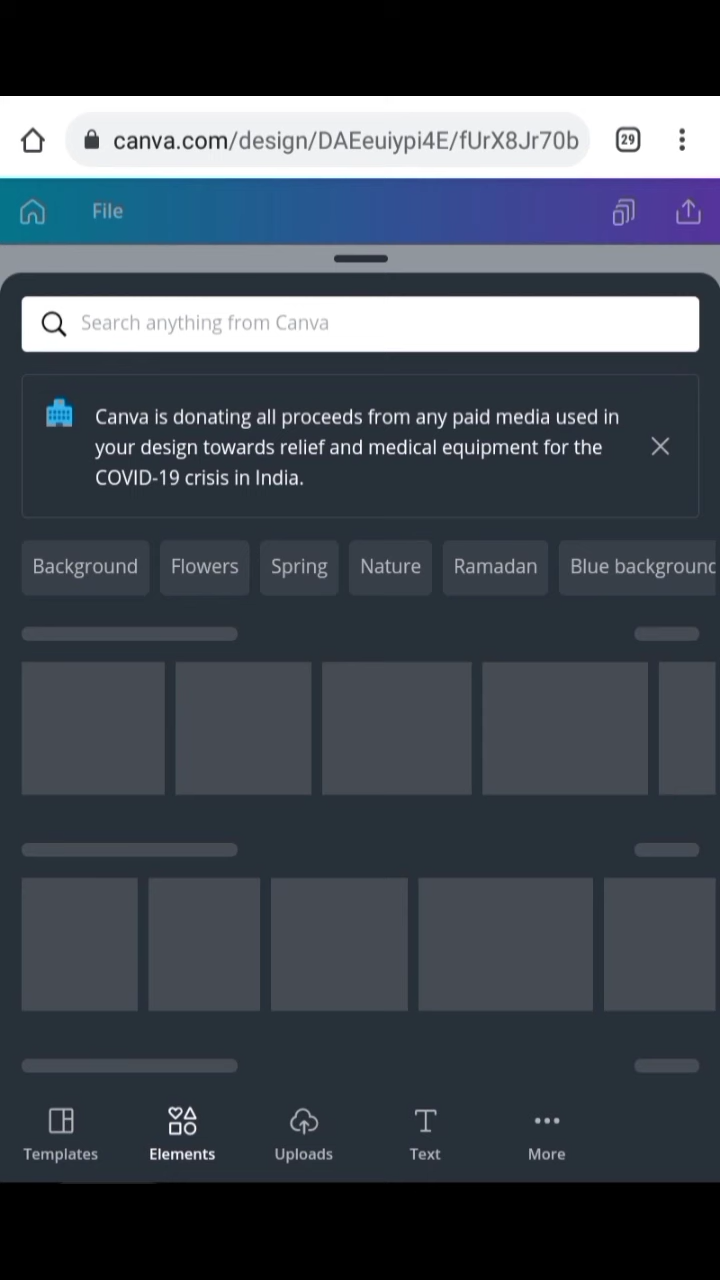 canva.com/design/DAEeuiypi4E/fUrX8Jr70b
29
File
Search anything from Canva
Canva is donating all proceeds from any paid media used in
your design towards relief and medical equipment for the
COVID-19 crisis in India.
Background Flowers Spring Nature Ramadan Blue background
Templates Elements Uploads Text More